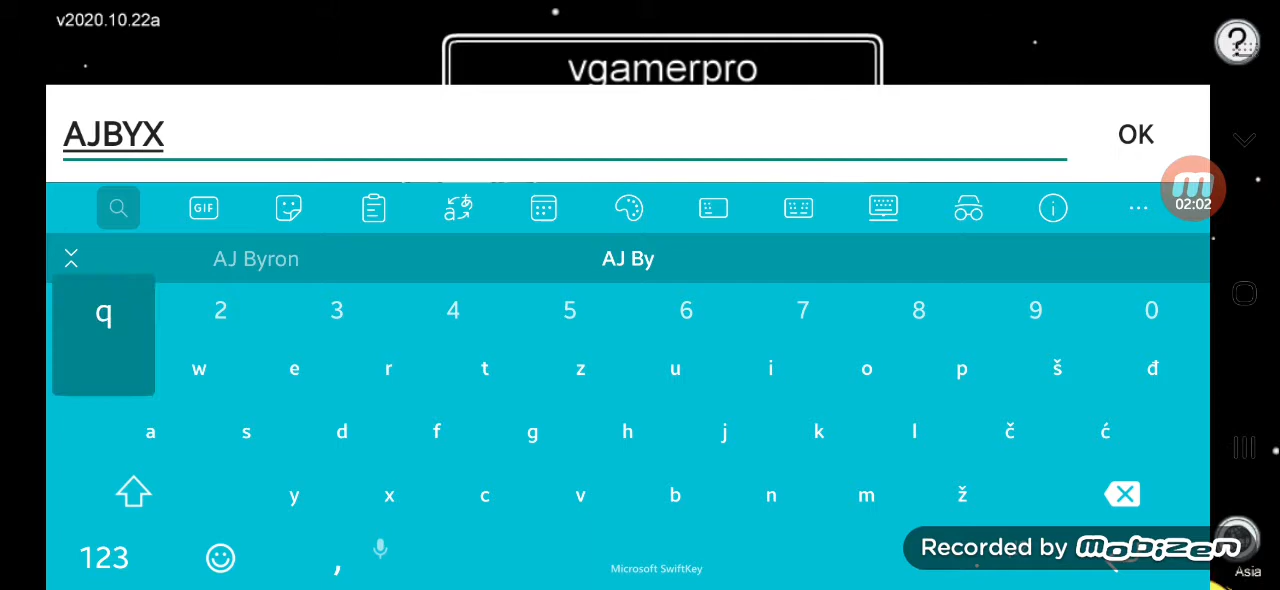 v2020.10.22a
vgamerpro
AJBYX
OK
GIF
02:02
AJ Byron
AJ By
q 2 3 4 5 6 7 8 9 0
w e r t z u i o p š đ
a s d f g h j k l č ć
y x c v b n m ž
123 ,
Microsoft SwiftKey
Recorded by mobizen
Asia